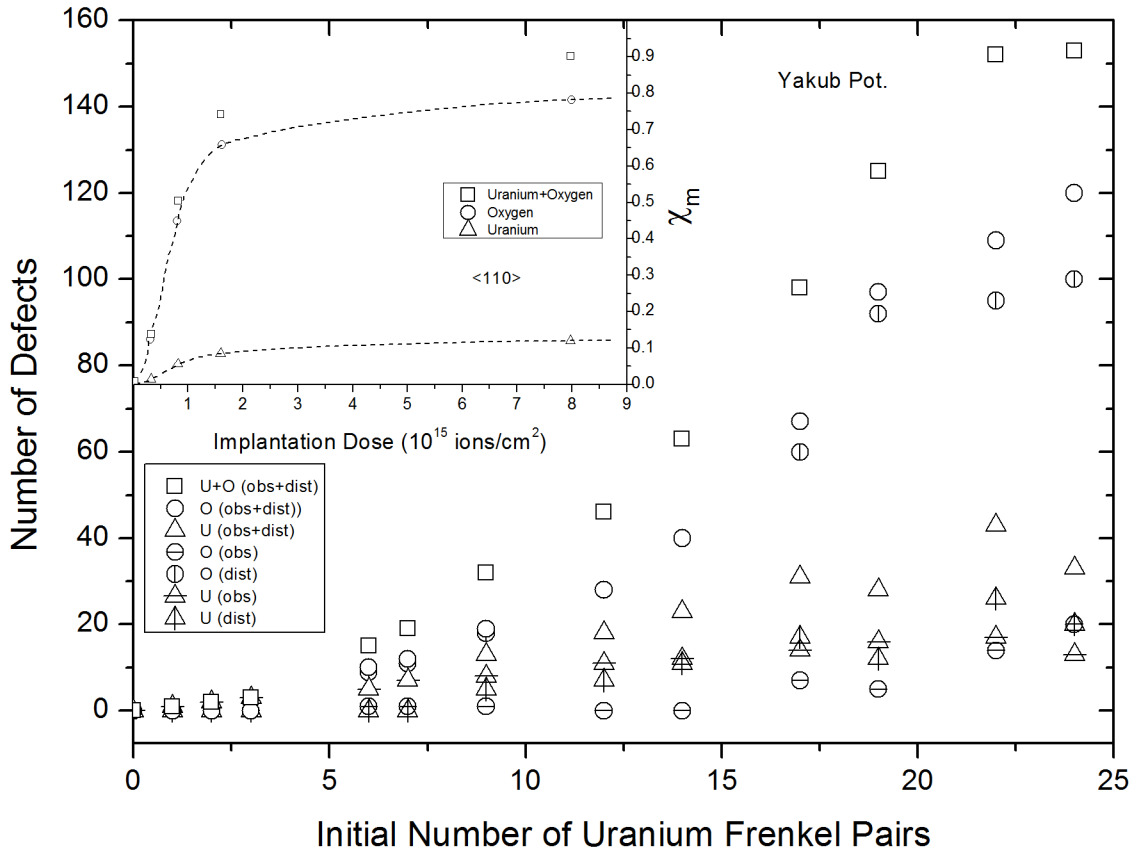 160
140
120
100
80
60
40
20
0
Number of Defects
0
5
10
15
20
25
Initial Number of Uranium Frenkel Pairs
Yakub Pot.
0.9
0.8
0.7
0.6
0.5
0.4
0.3
0.2
0.1
0.0
χm
Uranium+Oxygen
Oxygen
Uranium
<110>
1
2
3
4
5
6
7
8
9
Implantation Dose (10¹⁵ ions/cm²)
U+O (obs+dist)
O (obs+dist))
U (obs+dist)
O (obs)
O (dist)
U (obs)
U (dist)